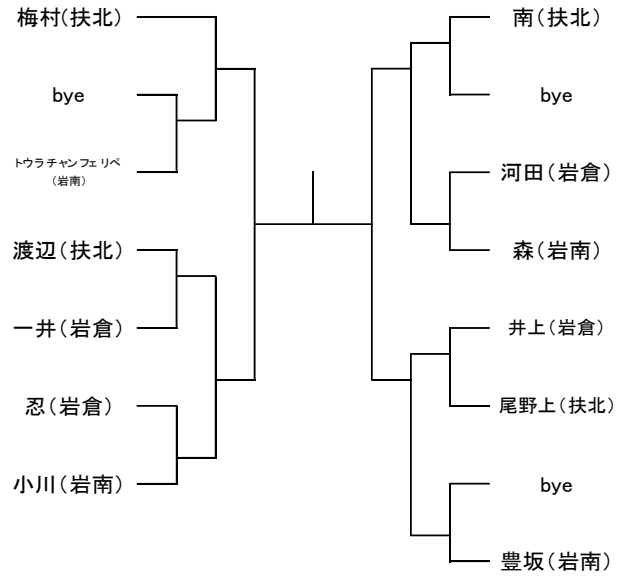 梅村(扶北)
bye
トウラチャンフェリペ
(岩南)
渡辺(扶北)
一井(岩倉)
忍(岩倉)
小川(岩南)
南(扶北)
bye
河田(岩倉)
森(岩南)
井上(岩倉)
尾野上(扶北)
bye
豊坂(岩南)